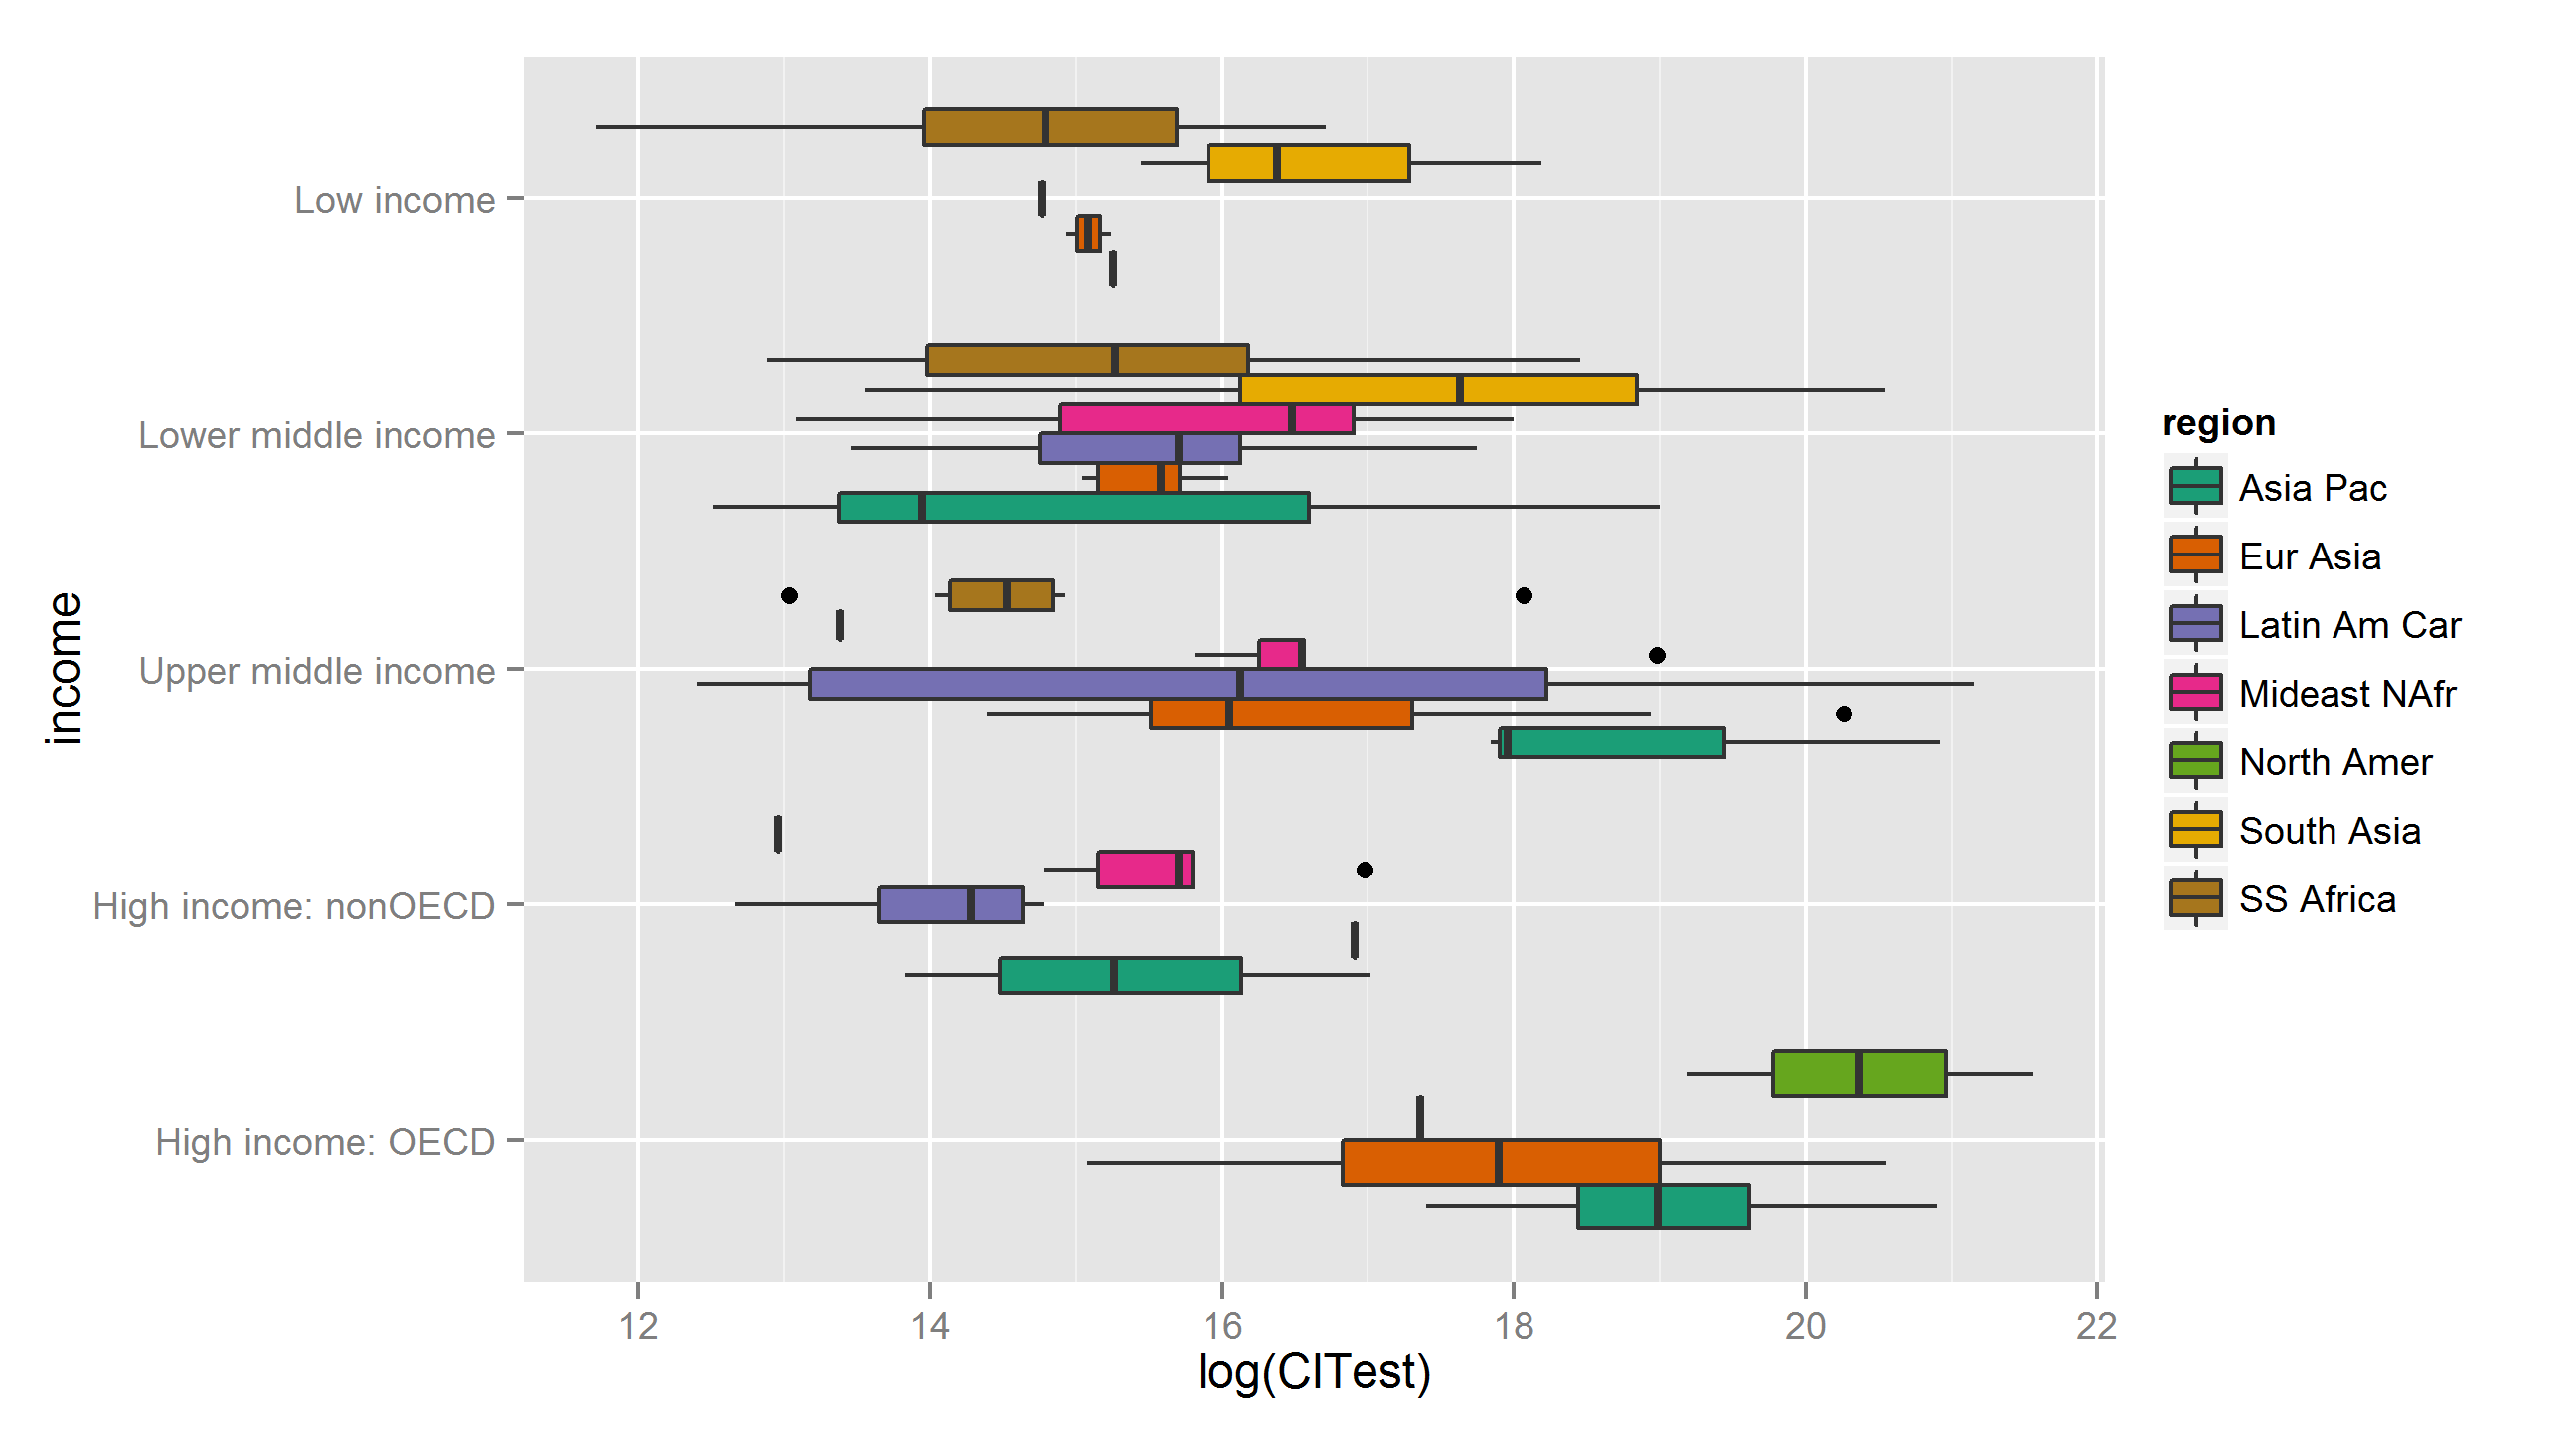 Low income
Lower middle income
Upper middle income
High income: nonOECD
High income: OECD
income
12 14 16 18 20 22
log(CITest)
region
Asia Pac
Eur Asia
Latin Am Car
Mideast NAfr
North Amer
South Asia
SS Africa